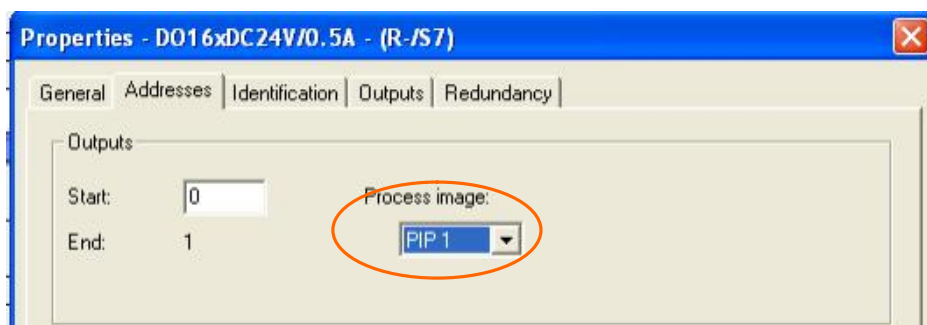 Properties - DO16xDC24V/0.5A - (R-/S7)
General Addresses Identification Outputs Redundancy
Outputs
Start: 0 Process image:
End: 1 PIP 1